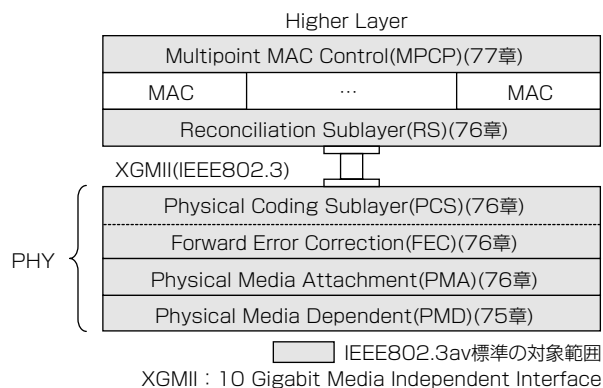 Higher Layer
Multipoint MAC Control(MPCP)(77章)
MAC … MAC
Reconciliation Sublayer(RS)(76章)
XGMII(IEEE802.3)
Physical Coding Sublayer(PCS)(76章)
Forward Error Correction(FEC)(76章)
PHY
Physical Media Attachment(PMA)(76章)
Physical Media Dependent(PMD)(75章)
IEEE802.3av標準の対象範囲
XGMII：10 Gigabit Media Independent Interface